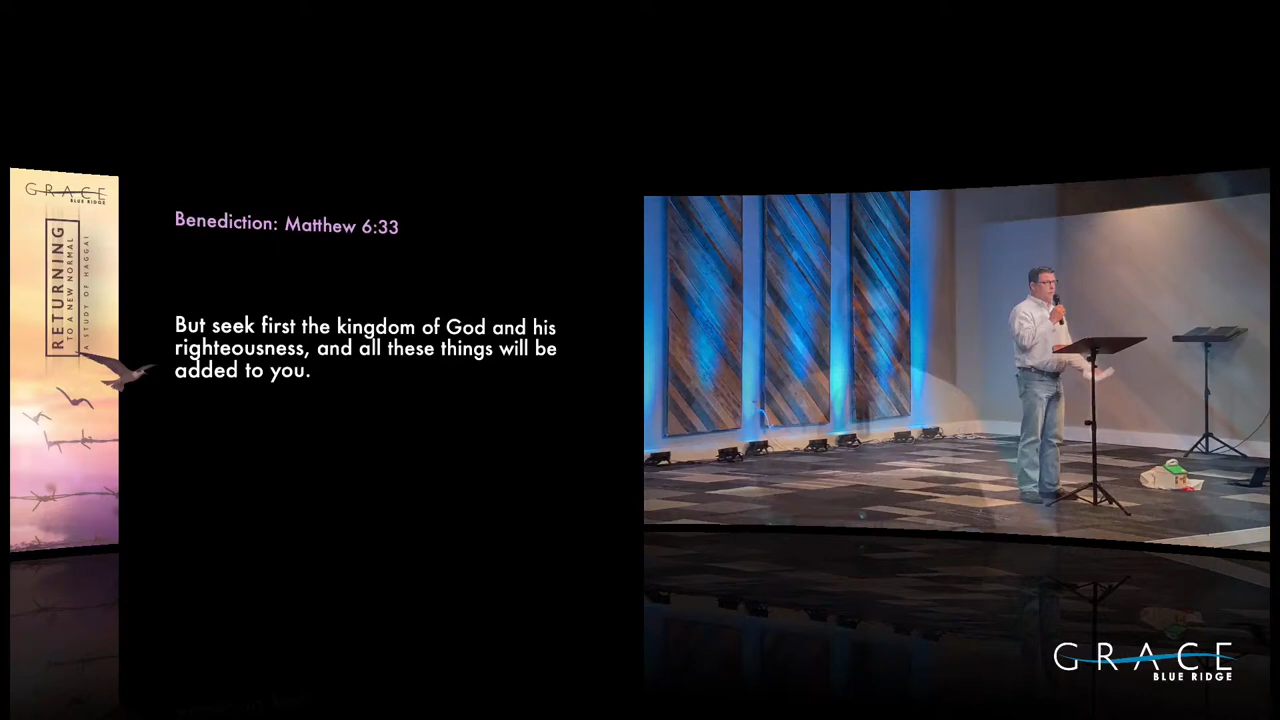 GRACE
BLUE RIDGE
RETURNING
TO A NEW NORMAL
A STUDY OF HAGGAI
Benediction: Matthew 6:33
But seek first the kingdom of God and his
righteousness, and all these things will be
added to you.
GRACE
BLUE RIDGE